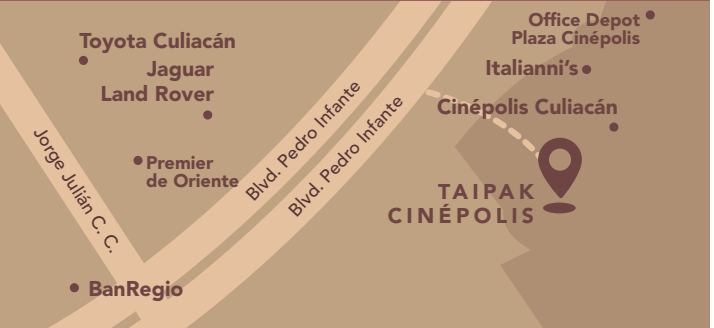 Office Depot
Plaza Cinépolis
Toyota Culiacán
Jaguar
Land Rover
Italianni's
Cinépolis Culiacán
Blvd. Pedro Infante
Blvd. Pedro Infante
Jorge Julián C. C.
Premier
de Oriente
TAIPAK
CINÉPOLIS
BanRegio